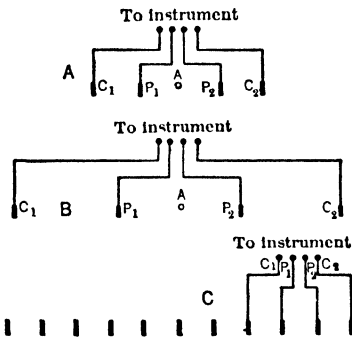 To instrument
A
A
C1 P1 P2 C2
To instrument
A
C1 B P1 P2 C2
To instrument
C1 P1 P2 C2
C